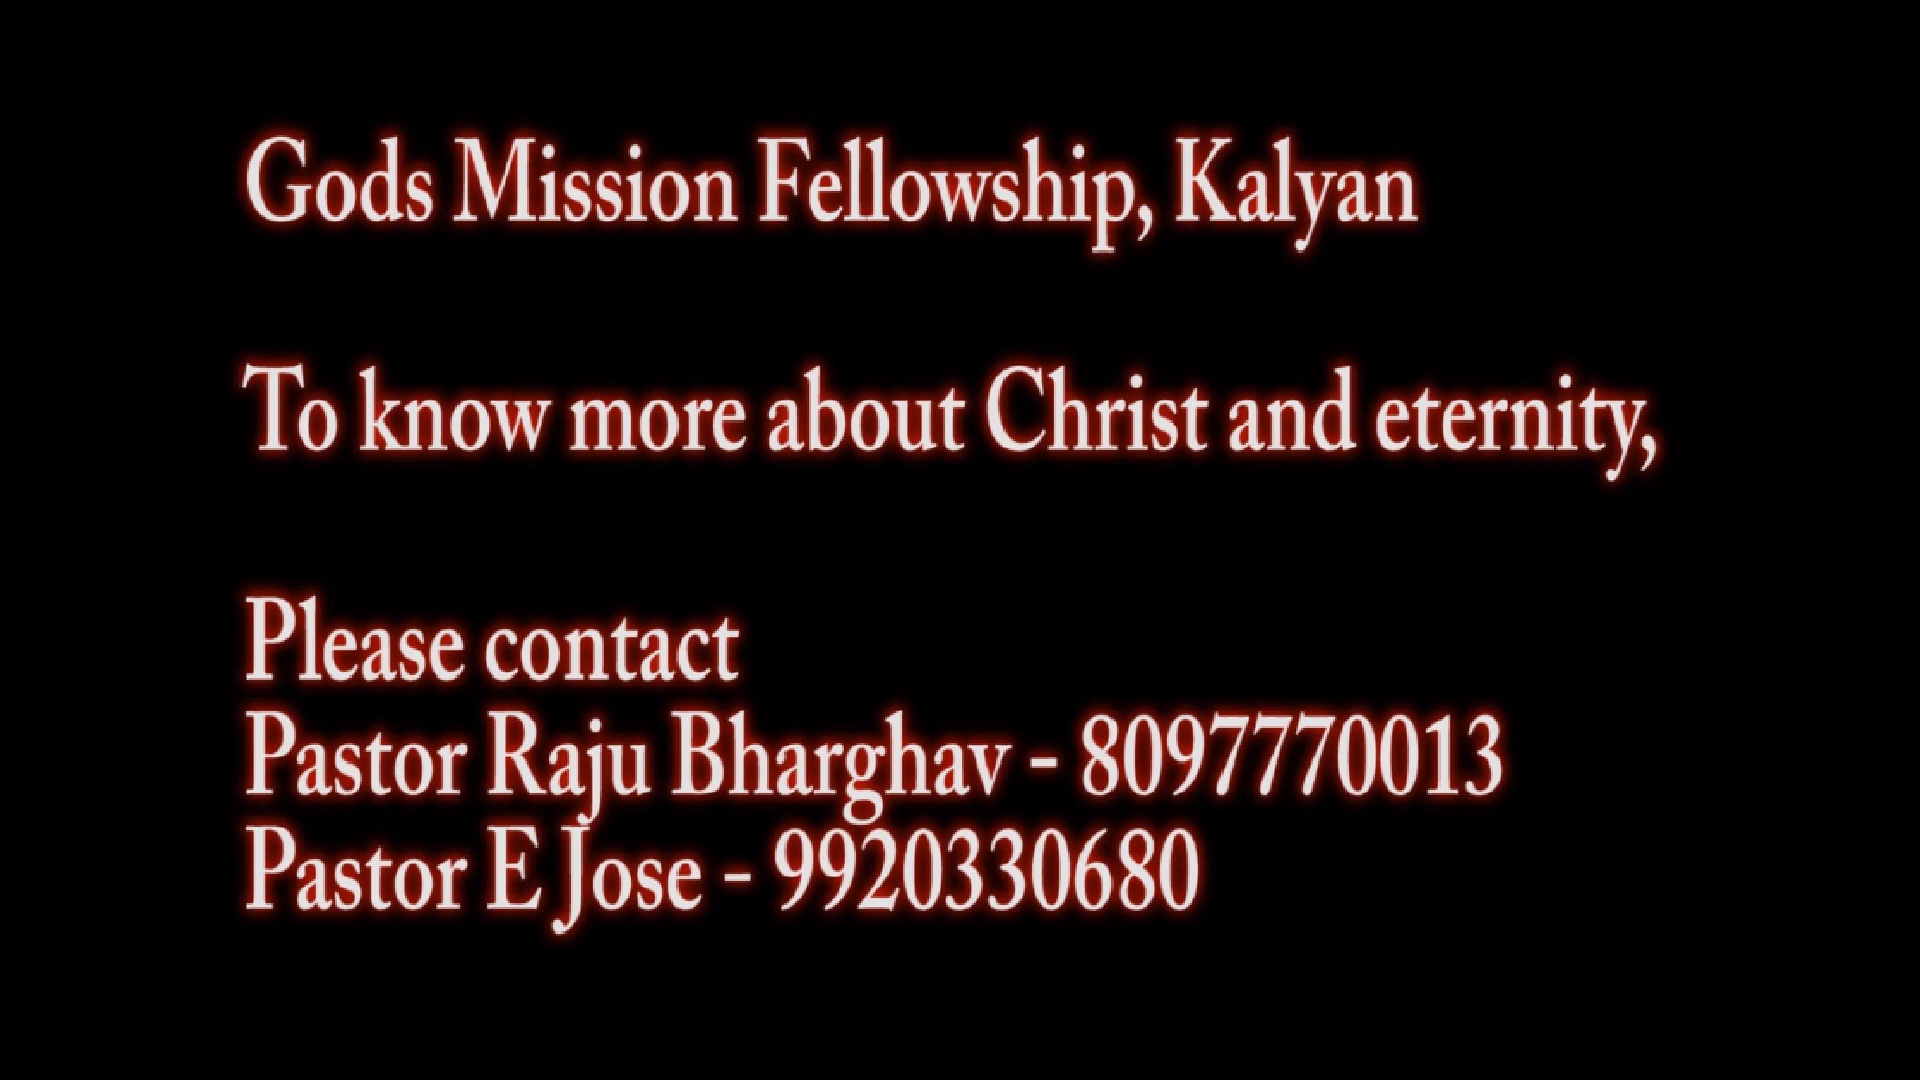 Gods Mission Fellowship, Kalyan
To know more about Christ and eternity,
Please contact
Pastor Raju Bharghav - 8097770013
Pastor E Jose - 9920330680